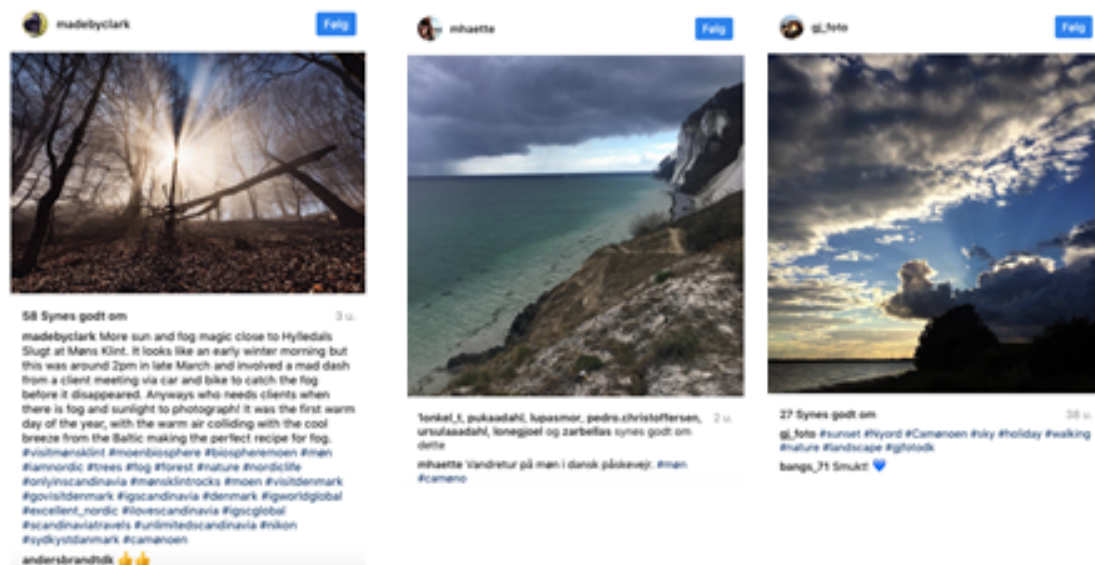 madebyclark
Følg
58 Synes godt om
3 u.
madebyclark More sun and fog magic close to Hylledals
Slugt at Møns Klint. It looks like an early winter morning but
this was around 2pm in late March and involved a mad dash
from a client meeting via car and bike to catch the fog
before it disappeared. Anyways who needs clients when
there is fog and sunlight to photograph! It was the first warm
day of the year, with the warm air colliding with the cool
breeze from the Baltic making the perfect recipe for fog.
#visitmønsklint #moenbiosphere #biospheremoen #møn
#iamnordic #trees #fog #forest #nature #nordiclife
#onlyinscandinavia #mønsklintrocks #moen #visitdenmark
#govisitdenmark #igscandinavia #denmark #igworldglobal
#excellent_nordic #ilovescandinavia #igscglobal
#scandinaviatravels #unlimitedscandinavia #nikon
#sydkystdanmark #camønoen
andersbrandtdk 👍👍
mhaette
Følg
1onkel_t, pukaadahl, lupasmor, pedro.christoffersen,
2 u.
ursulaaadahl, lonegjoel og zarbellas synes godt om
dette
mhaette Vandretur på møn i dansk påskevejr. #møn
#camøno
gj_foto
Følg
27 Synes godt om
38 u.
gj_foto #sunset #Nyord #Camønoen #sky #holiday #walking
#nature #landscape #gjfotodk
bangs_71 Smukt! 💙